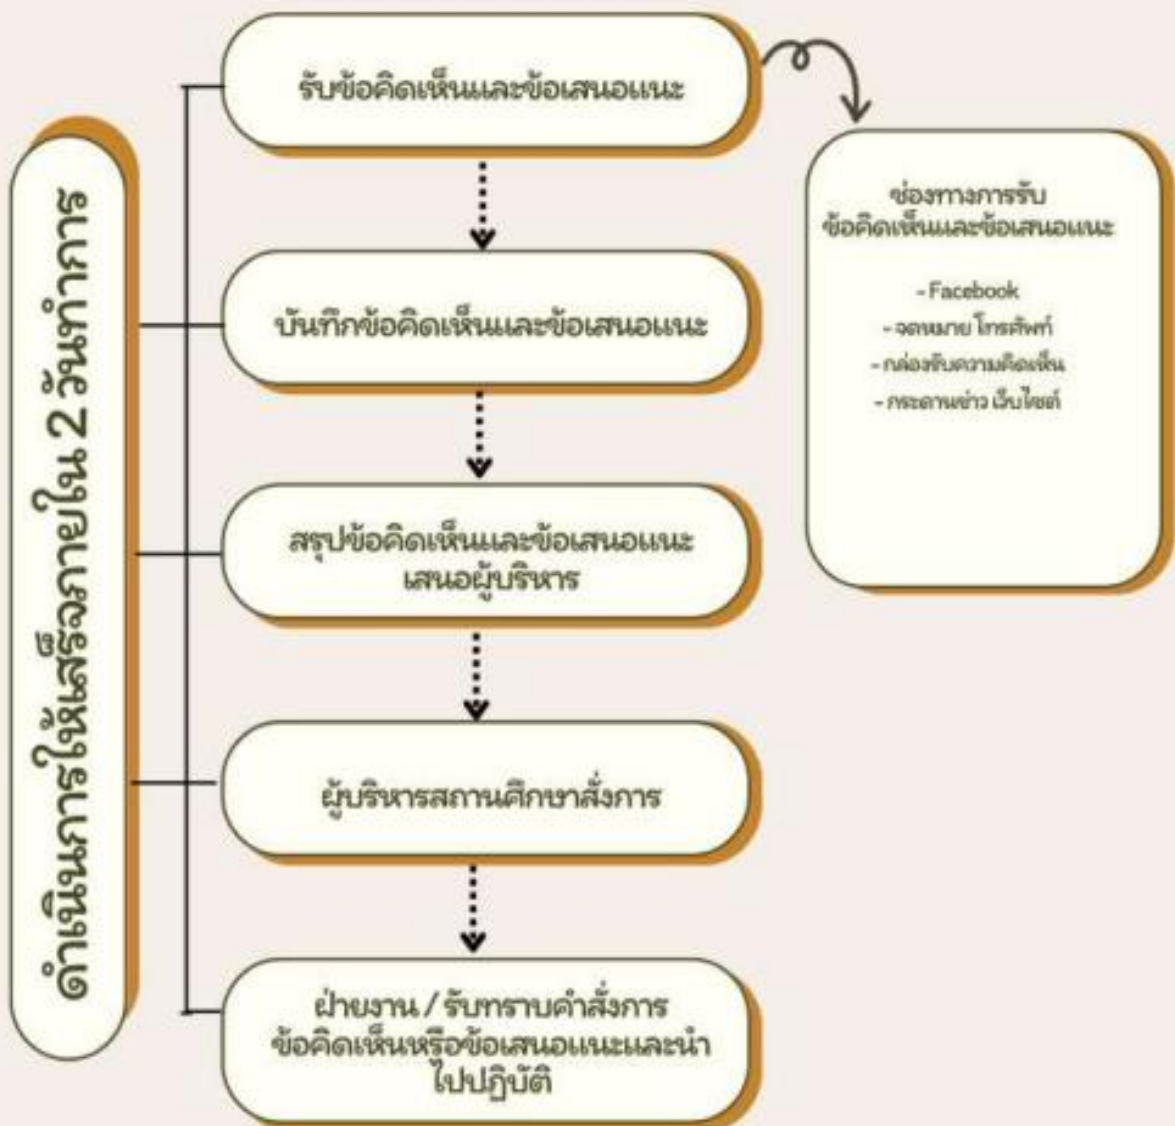 ดำเนินการให้เสร็จภายใน 2 วันทำการ
รับข้อคิดเห็นและข้อเสนอแนะ
ช่องทางการรับ
ข้อคิดเห็นและข้อเสนอแนะ
- Facebook
- จดหมาย โทรศัพท์
- กล่องรับความคิดเห็น
- กระดานข่าว เว็บไซต์
บันทึกข้อคิดเห็นและข้อเสนอแนะ
สรุปข้อคิดเห็นและข้อเสนอแนะ
เสนอผู้บริหาร
ผู้บริหารสถานศึกษาสั่งการ
ฝ่ายงาน / รับทราบคำสั่งการ
ข้อคิดเห็นหรือข้อเสนอแนะและนำ
ไปปฏิบัติ